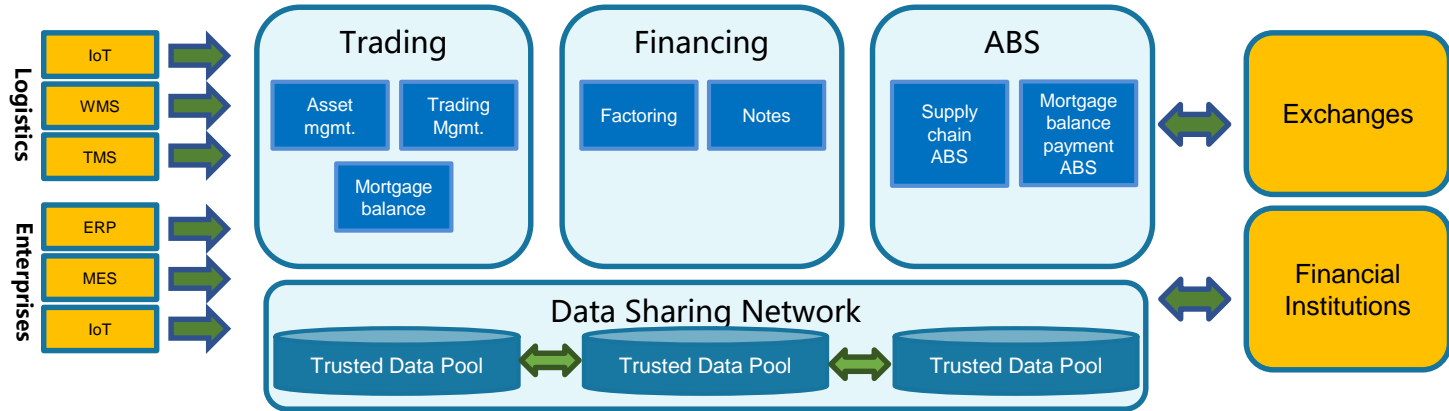 Logistics
IoT
WMS
TMS
Enterprises
ERP
MES
IoT
Trading
Asset
mgmt.
Trading
Mgmt.
Mortgage
balance
Financing
Factoring
Notes
ABS
Supply
chain
ABS
Mortgage
balance
payment
ABS
Data Sharing Network
Trusted Data Pool
Trusted Data Pool
Trusted Data Pool
Exchanges
Financial
Institutions